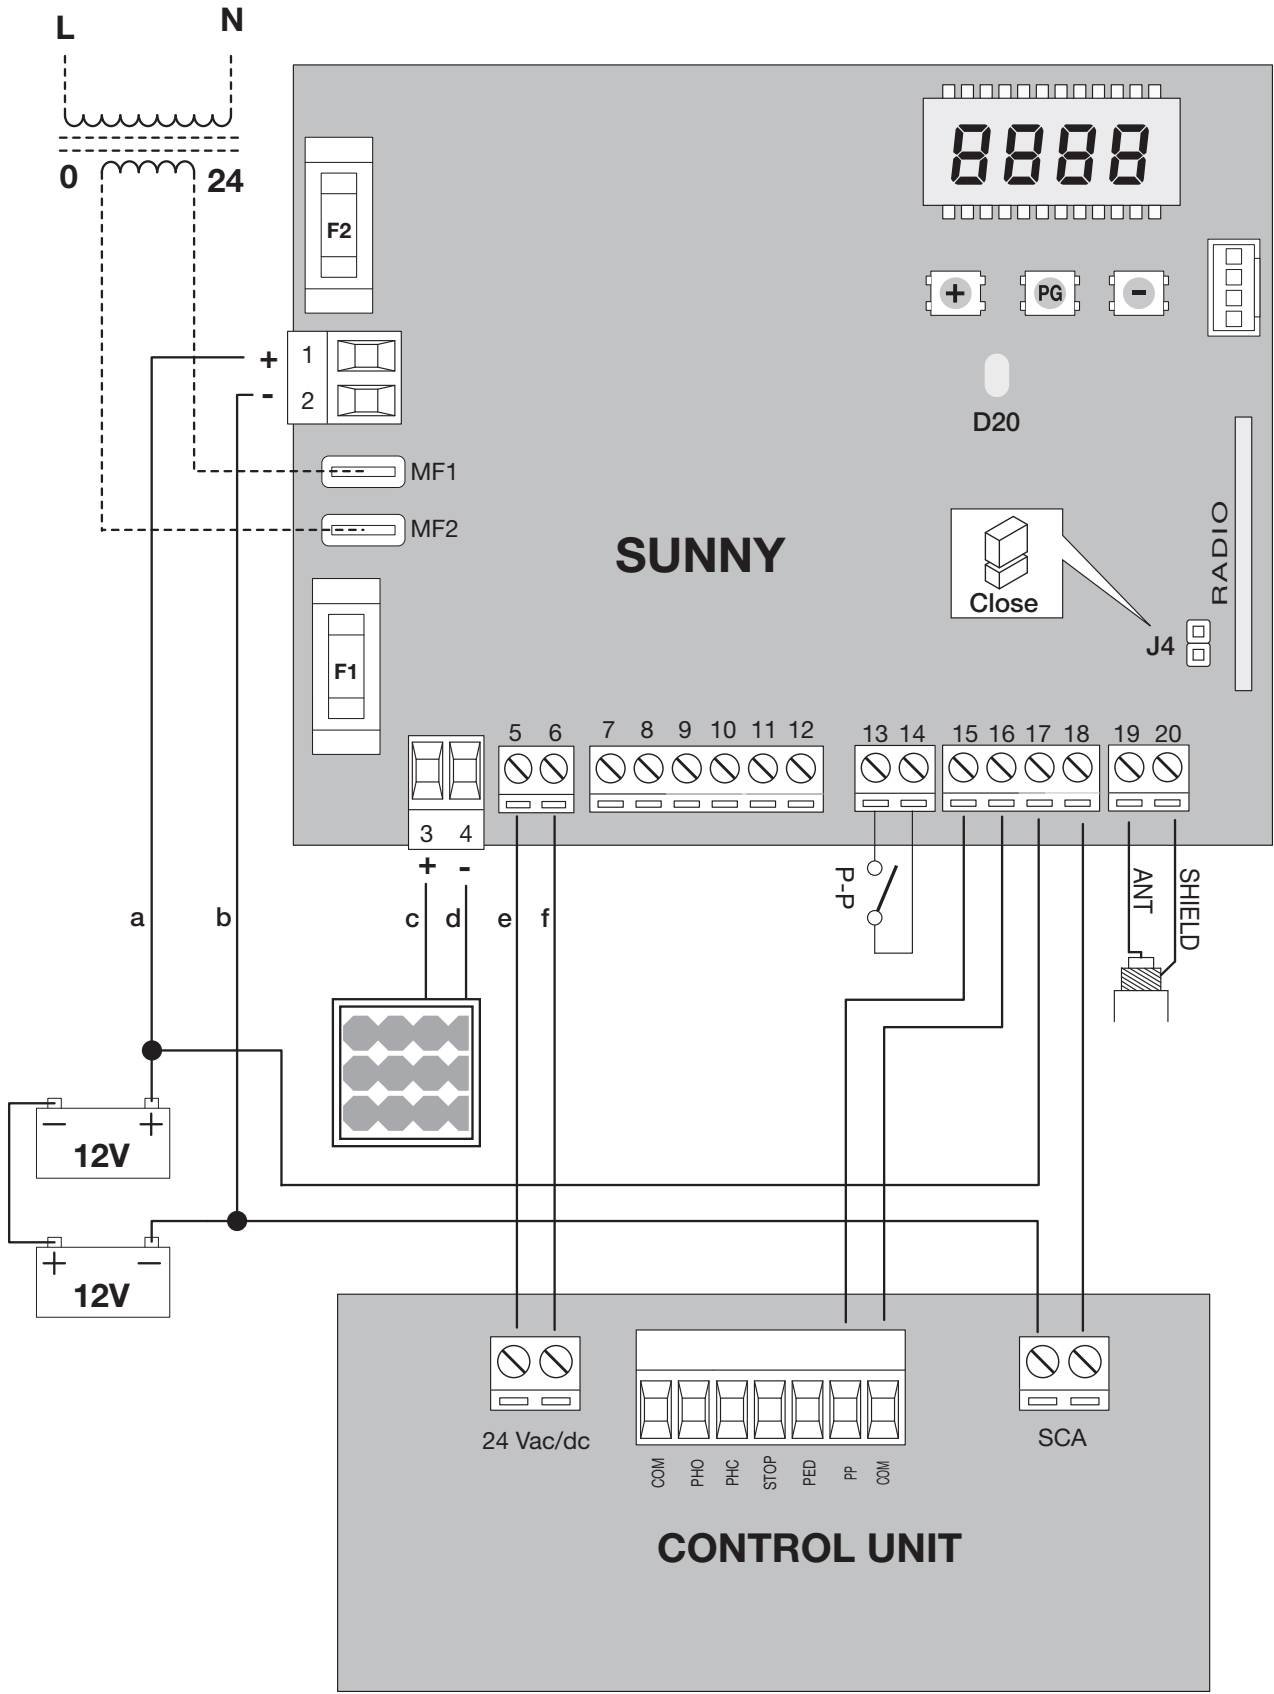 L N
0 24
F2
+ 1
- 2
MF1
MF2
F1
8888
+ PG -
D20
SUNNY
Close
J4
RADIO
5 6 7 8 9 10 11 12 13 14 15 16 17 18 19 20
3 4
+ -
a b c d e f
P-P
ANT
SHIELD
− +
12V
+ −
12V
24 Vac/dc
COM PHO PHC STOP PED PP COM
SCA
CONTROL UNIT